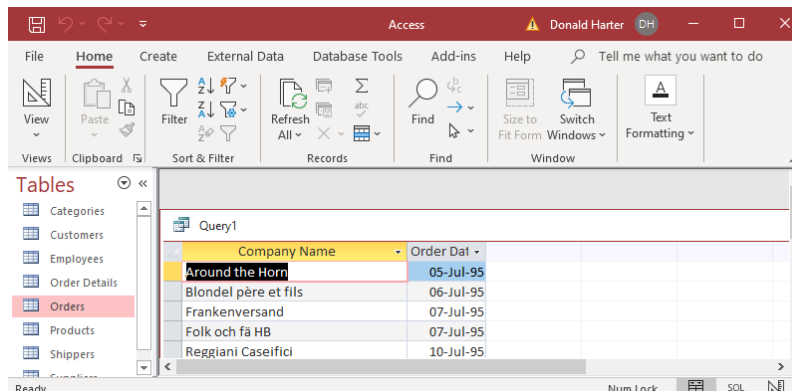 Access
Donald Harter
DH
File Home Create External Data Database Tools Add-ins Help Tell me what you want to do
View
Paste
Filter
Refresh
All
abc
Find
Size to
Fit Form
Switch
Windows
Text
Formatting
Views Clipboard Sort & Filter Records Find Window
Tables
Categories
Customers
Employees
Order Details
Orders
Products
Shippers
Query1
Company Name Order Dat
Around the Horn 05-Jul-95
Blondel père et fils 06-Jul-95
Frankenversand 07-Jul-95
Folk och fä HB 07-Jul-95
Reggiani Caseifici 10-Jul-95
Ready Num Lock SQL